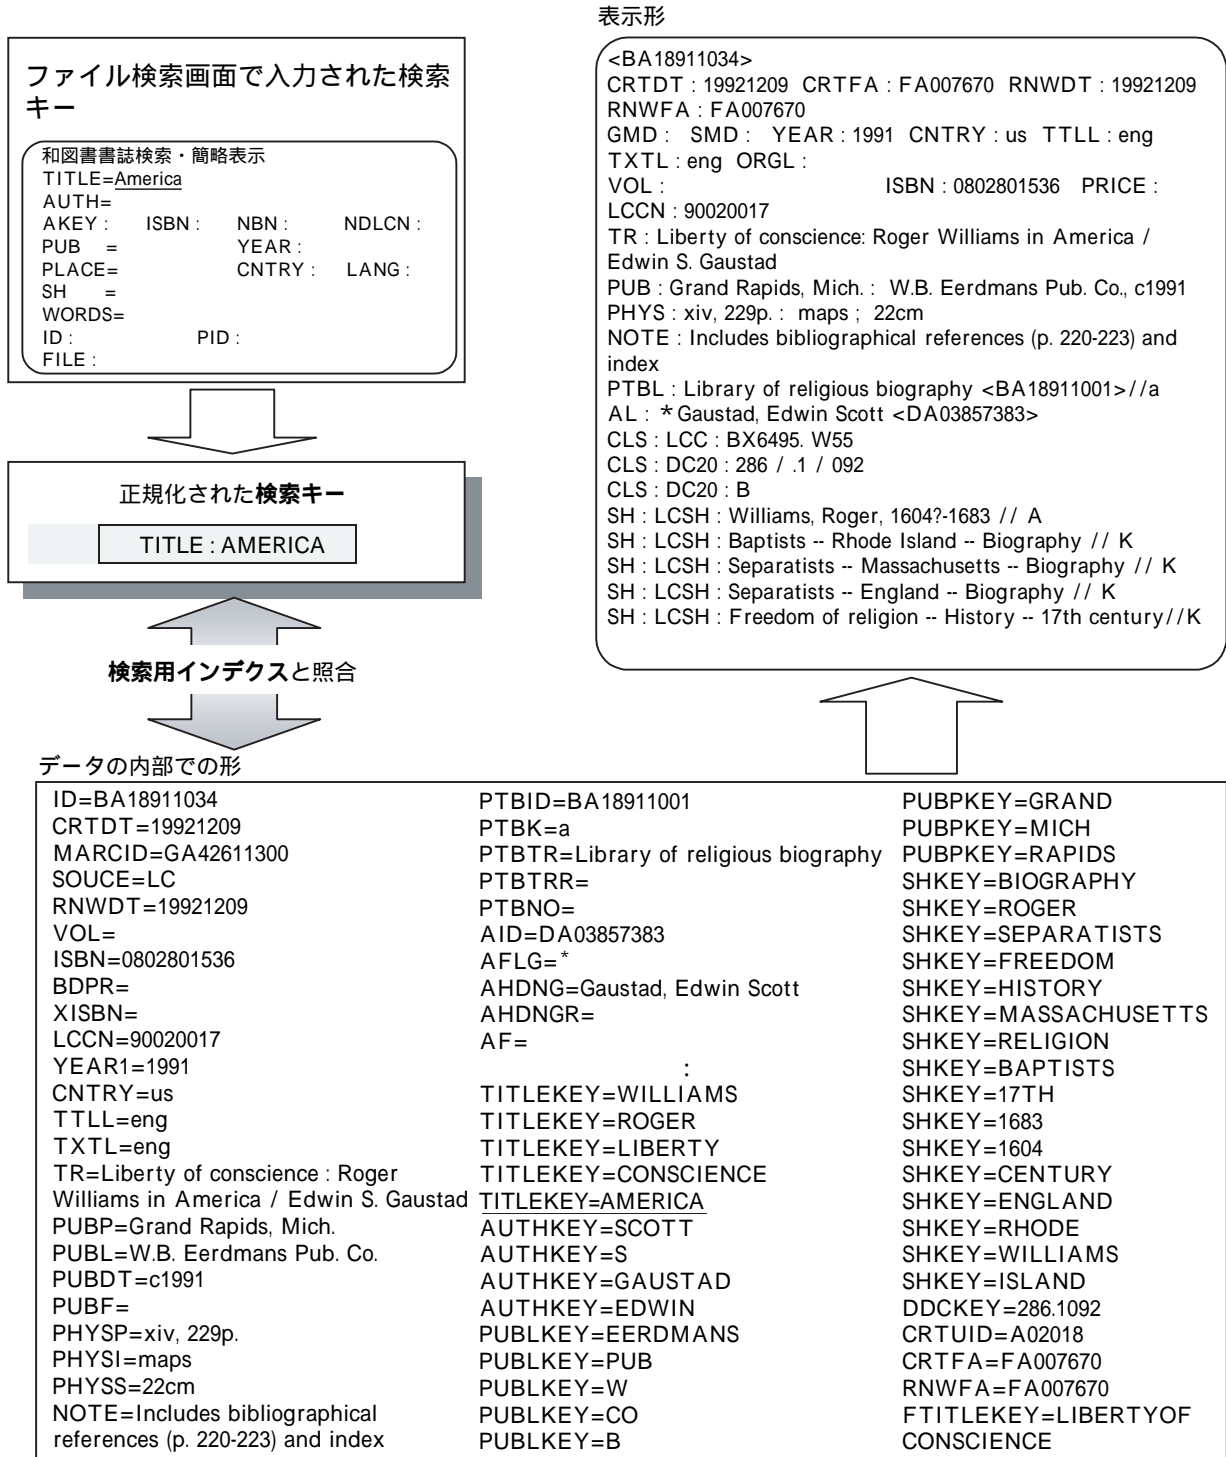 ファイル検索画面で入力された検索
キー
和図書書誌検索・簡略表示
TITLE=America
AUTH=
AKEY : ISBN : NBN : NDLCN :
PUB = YEAR :
PLACE= CNTRY : LANG :
SH =
WORDS=
ID : PID :
FILE :
正規化された検索キー
TITLE : AMERICA
検索用インデクスと照合
表示形
<BA18911034>
CRTDT : 19921209 CRTFA : FA007670 RNWDT : 19921209
RNWFA : FA007670
GMD : SMD : YEAR : 1991 CNTRY : us TTLL : eng
TXTL : eng ORGL :
VOL : ISBN : 0802801536 PRICE :
LCCN : 90020017
TR : Liberty of conscience: Roger Williams in America /
Edwin S. Gaustad
PUB : Grand Rapids, Mich. : W.B. Eerdmans Pub. Co., c1991
PHYS : xiv, 229p. : maps ; 22cm
NOTE : Includes bibliographical references (p. 220-223) and
index
PTBL : Library of religious biography <BA18911001>//a
AL : *Gaustad, Edwin Scott <DA03857383>
CLS : LCC : BX6495. W55
CLS : DC20 : 286 / .1 / 092
CLS : DC20 : B
SH : LCSH : Williams, Roger, 1604?-1683 // A
SH : LCSH : Baptists -- Rhode Island -- Biography // K
SH : LCSH : Separatists -- Massachusetts -- Biography // K
SH : LCSH : Separatists -- England -- Biography // K
SH : LCSH : Freedom of religion -- History -- 17th century//K
データの内部での形
ID=BA18911034
CRTDT=19921209
MARCID=GA42611300
SOUCE=LC
RNWDT=19921209
VOL=
ISBN=0802801536
BDPR=
XISBN=
LCCN=90020017
YEAR1=1991
CNTRY=us
TTLL=eng
TXTL=eng
TR=Liberty of conscience : Roger
Williams in America / Edwin S. Gaustad
PUBP=Grand Rapids, Mich.
PUBL=W.B. Eerdmans Pub. Co.
PUBDT=c1991
PUBF=
PHYSP=xiv, 229p.
PHYSI=maps
PHYSS=22cm
NOTE=Includes bibliographical
references (p. 220-223) and index
PTBID=BA18911001
PTBK=a
PTBTR=Library of religious biography
PTBTRR=
PTBNO=
AID=DA03857383
AFLG=*
AHDNG=Gaustad, Edwin Scott
AHDNGR=
AF=
:
TITLEKEY=WILLIAMS
TITLEKEY=ROGER
TITLEKEY=LIBERTY
TITLEKEY=CONSCIENCE
TITLEKEY=AMERICA
AUTHKEY=SCOTT
AUTHKEY=S
AUTHKEY=GAUSTAD
AUTHKEY=EDWIN
PUBLKEY=EERDMANS
PUBLKEY=PUB
PUBLKEY=W
PUBLKEY=CO
PUBLKEY=B
PUBPKEY=GRAND
PUBPKEY=MICH
PUBPKEY=RAPIDS
SHKEY=BIOGRAPHY
SHKEY=ROGER
SHKEY=SEPARATISTS
SHKEY=FREEDOM
SHKEY=HISTORY
SHKEY=MASSACHUSETTS
SHKEY=RELIGION
SHKEY=BAPTISTS
SHKEY=17TH
SHKEY=1683
SHKEY=1604
SHKEY=CENTURY
SHKEY=ENGLAND
SHKEY=RHODE
SHKEY=WILLIAMS
SHKEY=ISLAND
DDCKEY=286.1092
CRTUID=A02018
CRTFA=FA007670
RNWFA=FA007670
FTITLEKEY=LIBERTYOF
CONSCIENCE